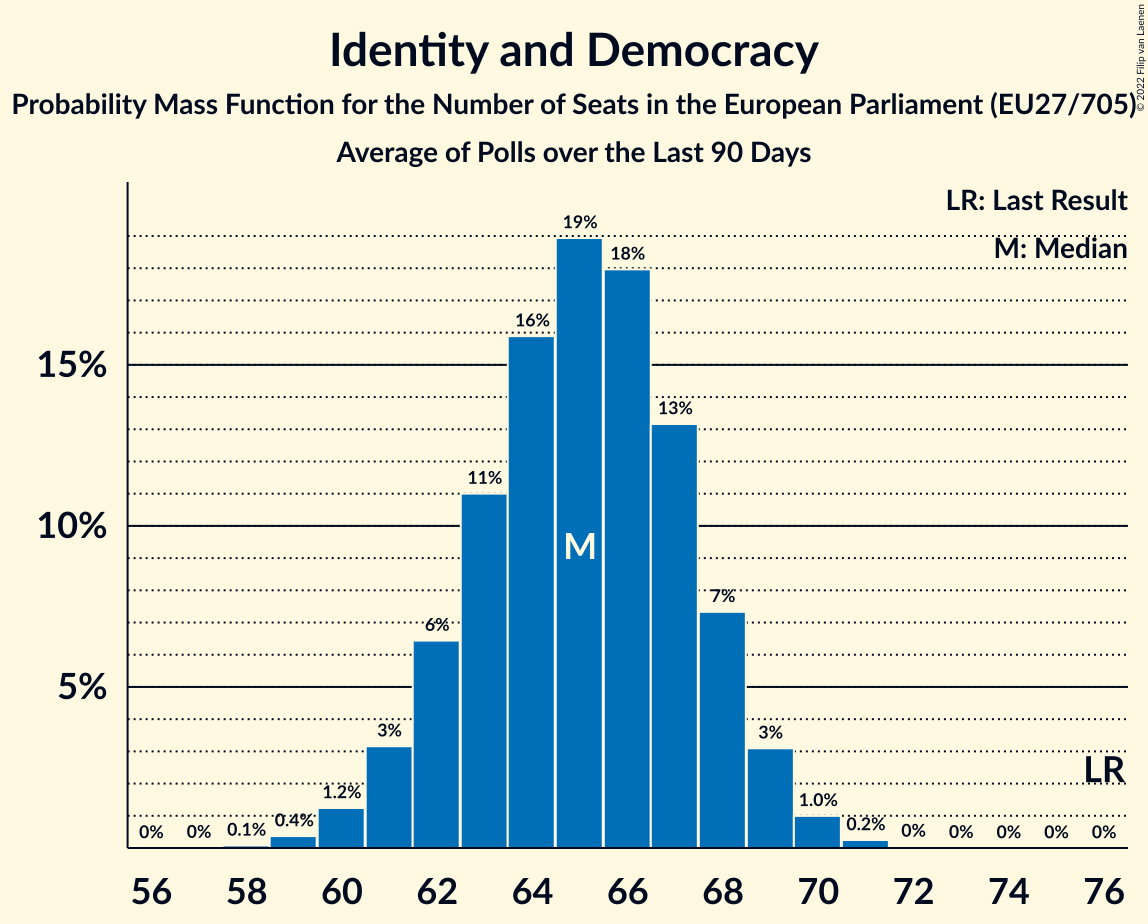 Identity and Democracy
Probability Mass Function for the Number of Seats in the European Parliament (EU27/705)
Average of Polls over the Last 90 Days
© 2022 Filip van Laenen
LR: Last Result
M: Median
15%
10%
5%
0% 0% 0.1% 0.4% 1.2% 3% 6% 11% 16% 19% 18% 13% 7% 3% 1.0% 0.2% 0% 0% 0% 0% 0%
M
LR
56 58 60 62 64 66 68 70 72 74 76